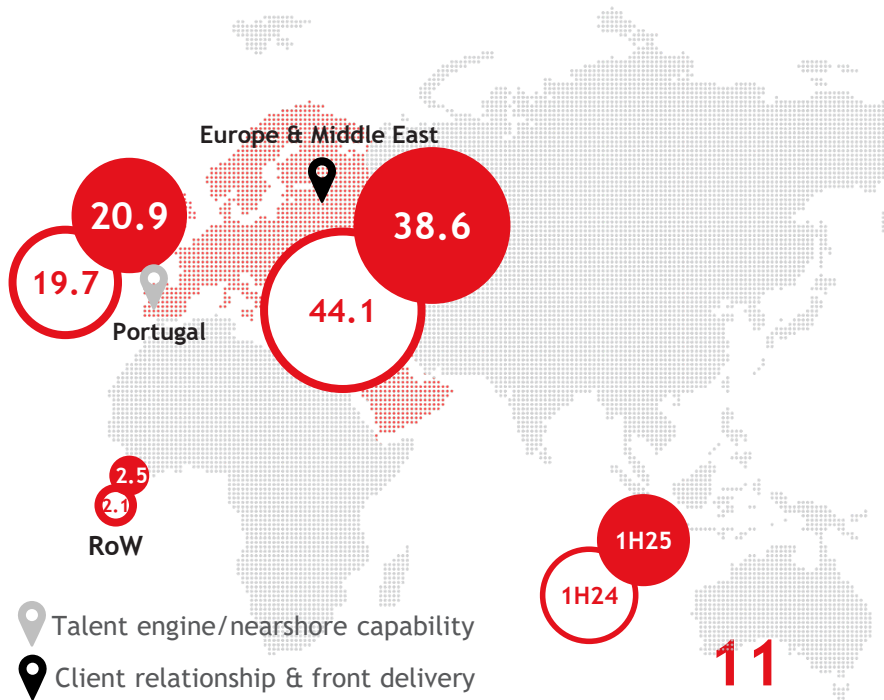 Europe & Middle East
20.9
38.6
19.7
44.1
Portugal
2.5
2.1
RoW
1H25
1H24
Talent engine/nearshore capability
Client relationship & front delivery
11